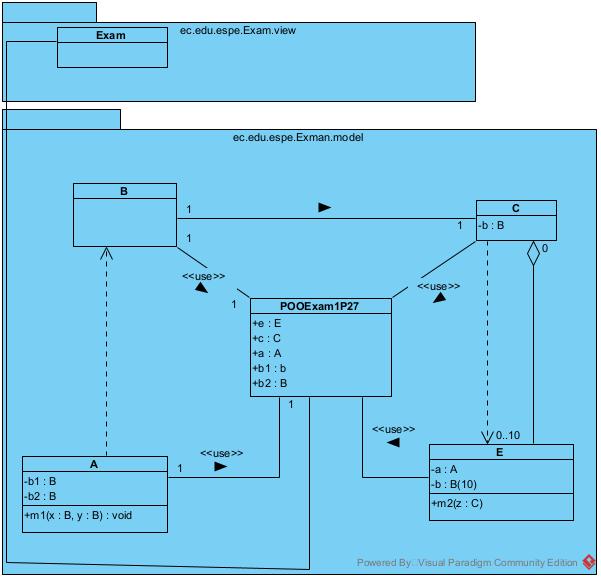 Exam
ec.edu.espe.Exam.view
ec.edu.espe.Exman.model
B
C
-b : B
1
1
1
0
<<use>>
<<use>>
1
POOExam1P27
+e : E
+c : C
+a : A
+b1 : b
+b2 : B
1
<<use>>
<<use>>
0..10
A
-b1 : B
-b2 : B
+m1(x : B, y : B) : void
1
E
-a : A
-b : B(10)
+m2(z : C)
Powered By Visual Paradigm Community Edition